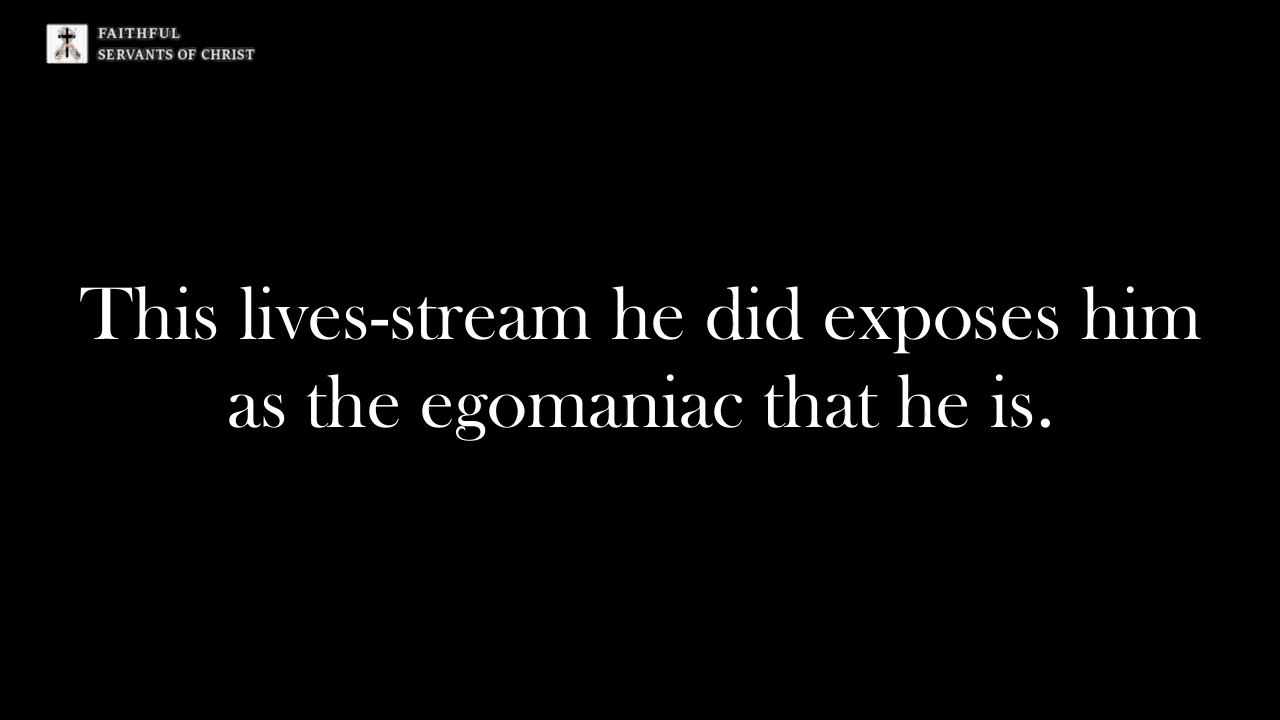 FAITHFUL
SERVANTS OF CHRIST
This lives-stream he did exposes him
as the egomaniac that he is.